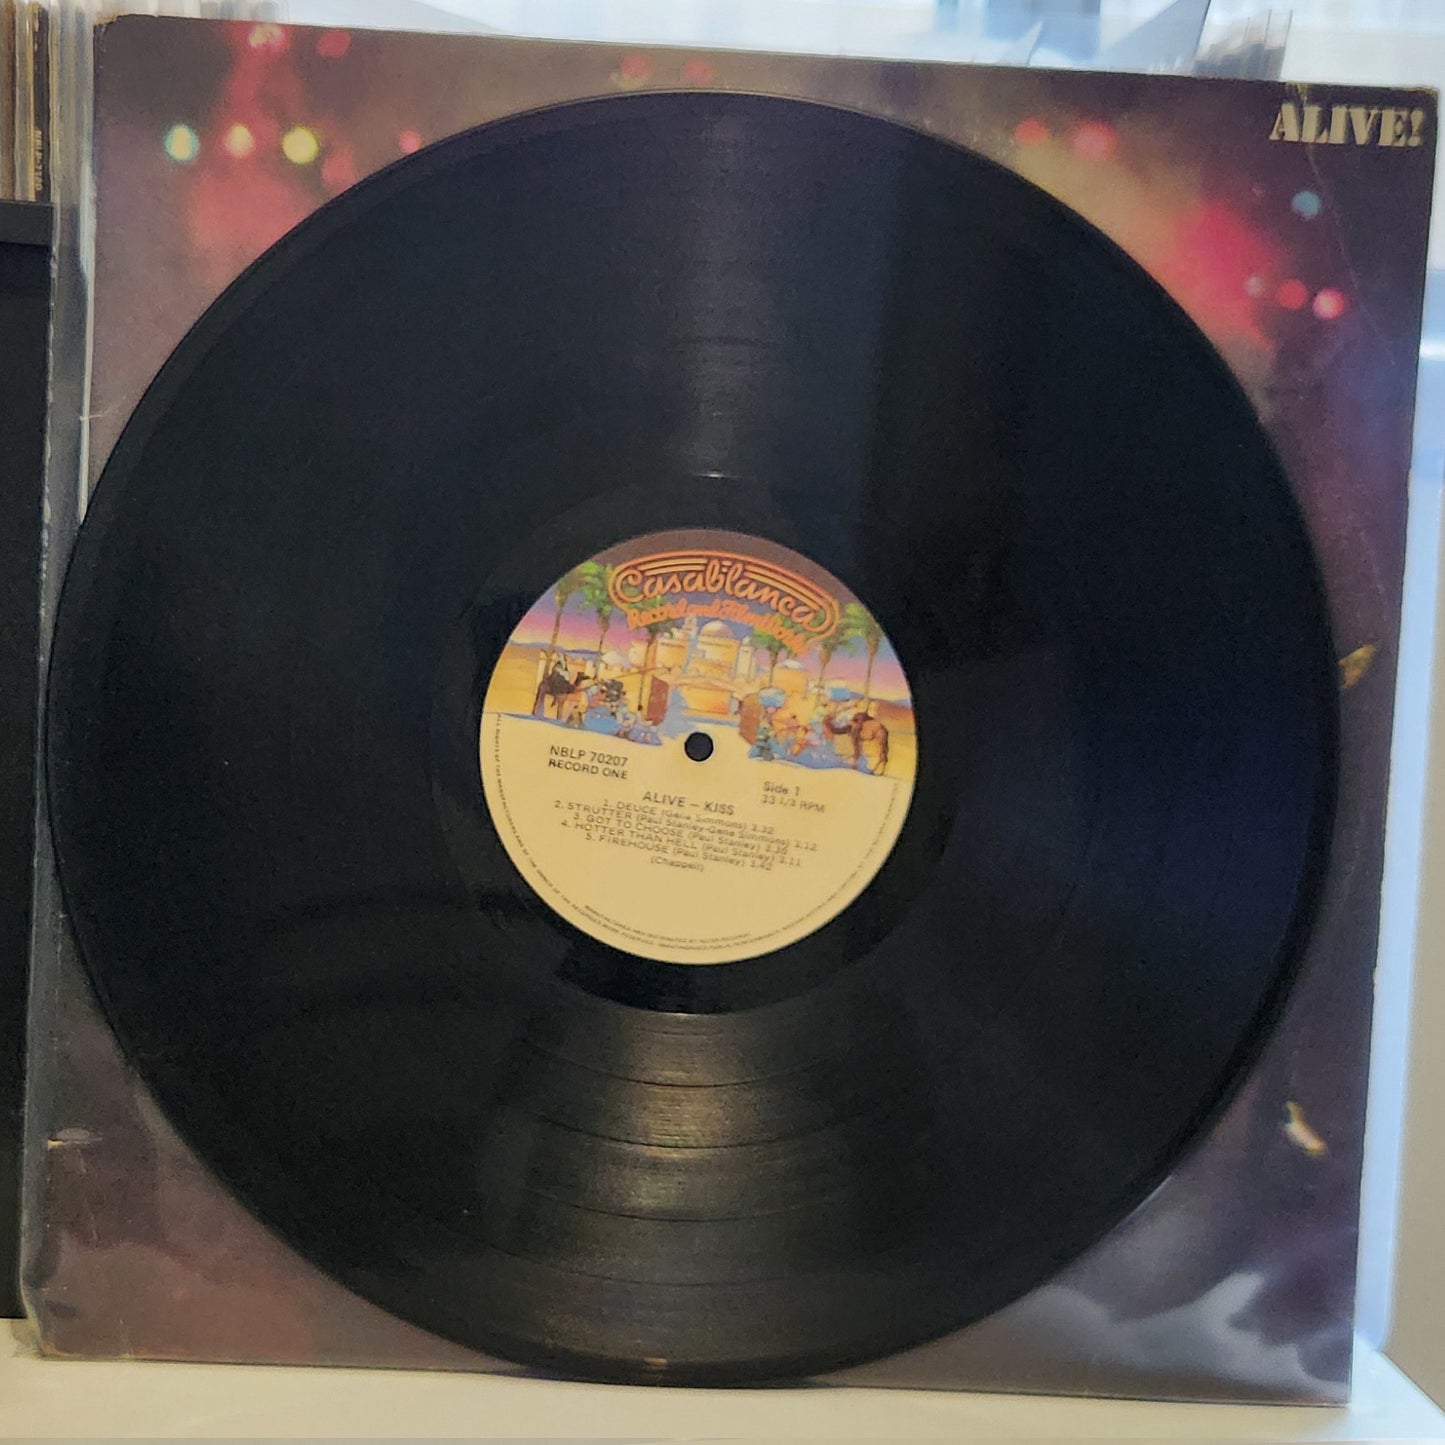 ALIVE!
Casablanca
Record and FilmWorks
NBLP 70207
RECORD ONE
Side 1
33 1/3 RPM
ALIVE – KISS
1. DEUCE (Gene Simmons) 3.32
2. STRUTTER (Paul Stanley-Gene Simmons) 3.12
3. GOT TO CHOOSE (Paul Stanley) 3.35
4. HOTTER THAN HELL (Paul Stanley) 3.11
5. FIREHOUSE (Paul Stanley) 3.42
(Chappell)